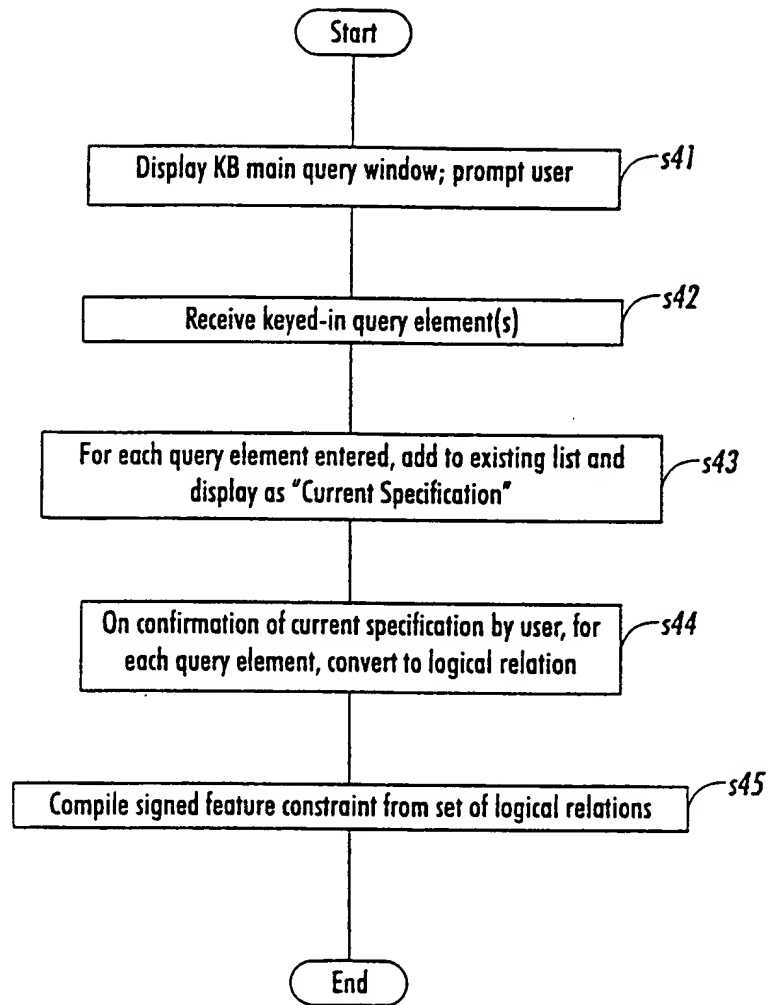 Start
Display KB main query window; prompt user
s41
Receive keyed-in query element(s)
s42
For each query element entered, add to existing list and
display as "Current Specification"
s43
On confirmation of current specification by user, for
each query element, convert to logical relation
s44
Compile signed feature constraint from set of logical relations
s45
End